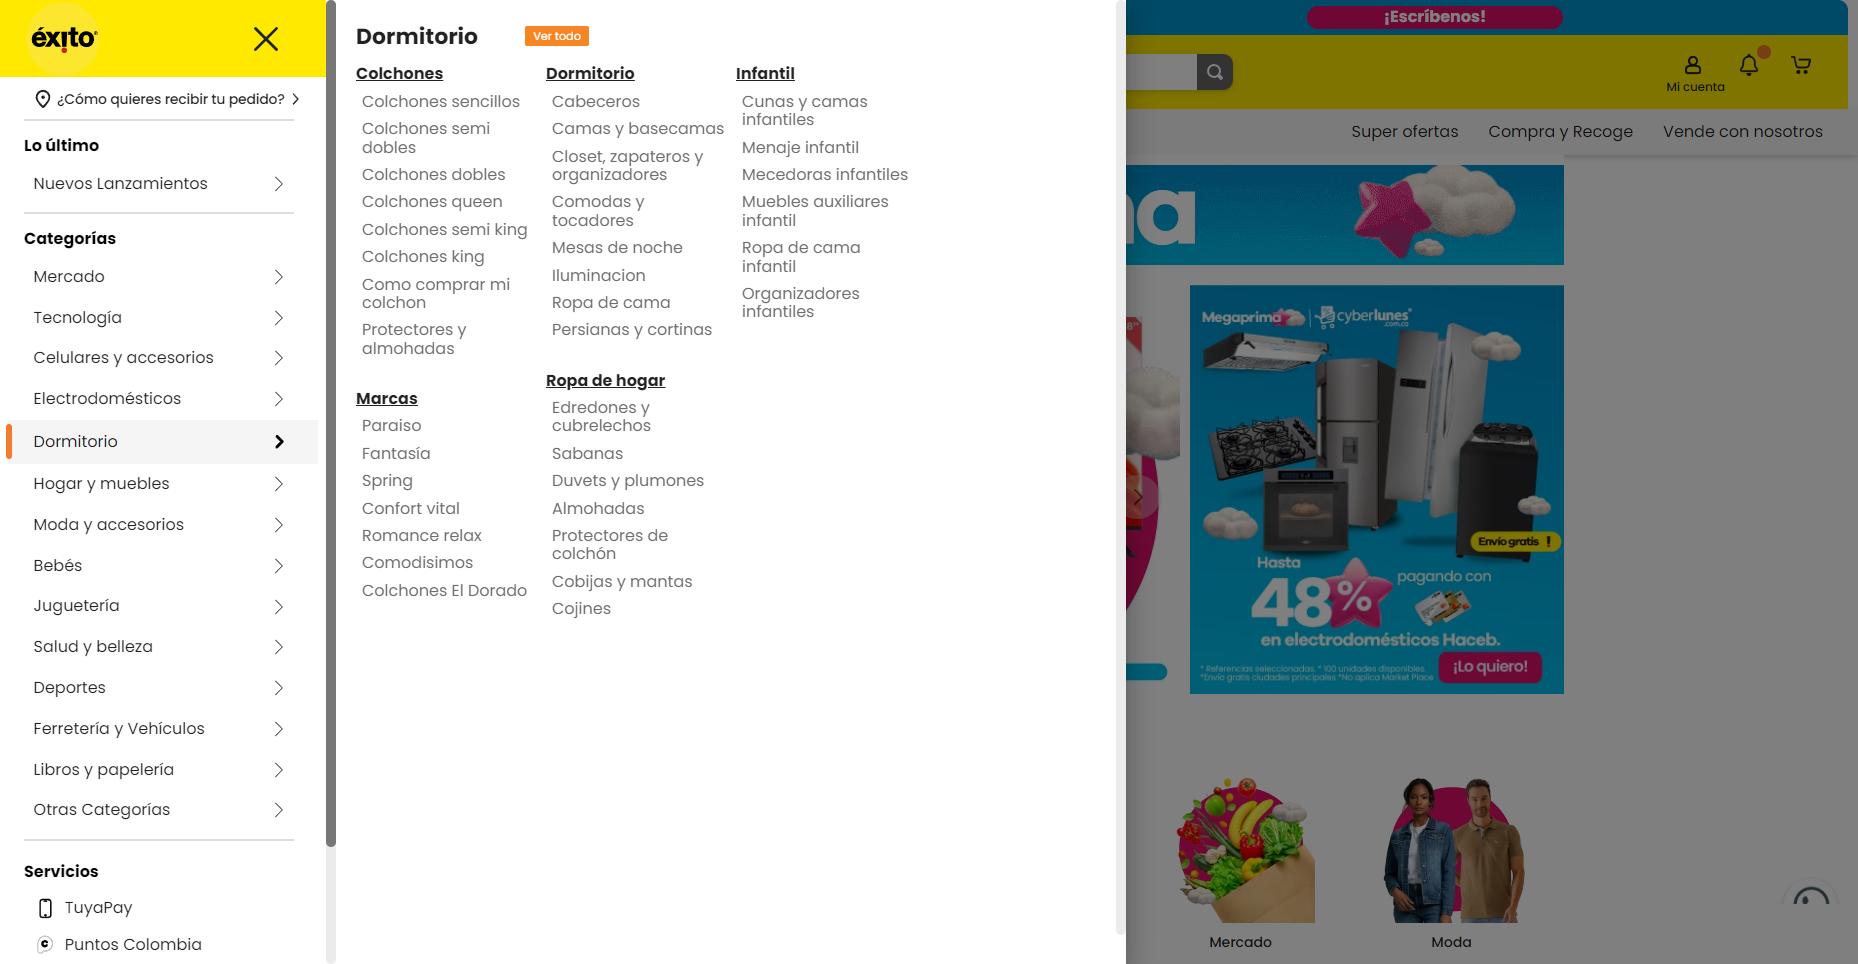 éxito
¿Cómo quieres recibir tu pedido?
Lo último
Nuevos Lanzamientos
Categorías
Mercado
Tecnología
Celulares y accesorios
Electrodomésticos
Dormitorio
Hogar y muebles
Moda y accesorios
Bebés
Juguetería
Salud y belleza
Deportes
Ferretería y Vehículos
Libros y papelería
Otras Categorías
Servicios
TuyaPay
Puntos Colombia
Dormitorio
Ver todo
Colchones
Colchones sencillos
Colchones semi
dobles
Colchones dobles
Colchones queen
Colchones semi king
Colchones king
Como comprar mi
colchon
Protectores y
almohadas
Marcas
Paraiso
Fantasía
Spring
Confort vital
Romance relax
Comodisimos
Colchones El Dorado
Dormitorio
Cabeceros
Camas y basecamas
Closet, zapateros y
organizadores
Comodas y
tocadores
Mesas de noche
Iluminacion
Ropa de cama
Persianas y cortinas
Ropa de hogar
Edredones y
cubrelechos
Sabanas
Duvets y plumones
Almohadas
Protectores de
colchón
Cobijas y mantas
Cojines
Infantil
Cunas y camas
infantiles
Menaje infantil
Mecedoras infantiles
Muebles auxiliares
infantil
Ropa de cama
infantil
Organizadores
infantiles
¡Escríbenos!
Mi cuenta
Super ofertas
Compra y Recoge
Vende con nosotros
na
8"
Megaprima
cyberlunes
.com.co
Envío gratis !
Hasta
48%
pagando con
en electrodomésticos Haceb.
* Referencias seleccionadas. * 100 unidades disponibles.
*Envío gratis ciudades principales *No aplica Market Place
¡Lo quiero!
Mercado
Moda